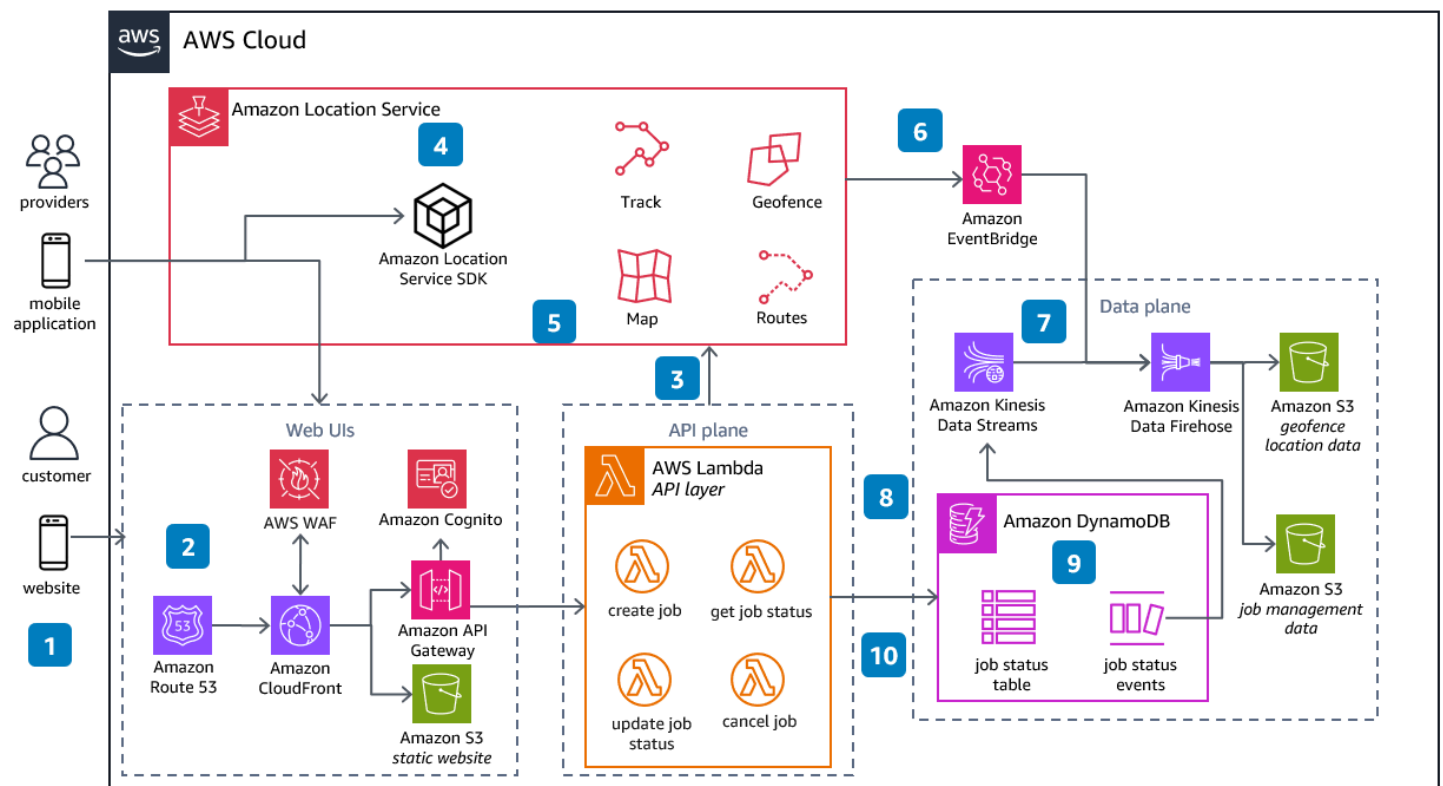 aws
AWS Cloud
Amazon Location Service
4
6
providers
Track
Geofence
Amazon
EventBridge
Amazon Location
Service SDK
mobile
application
5
Map
Routes
Data plane
7
3
customer
Web UIs
API plane
Amazon Kinesis
Data Streams
Amazon Kinesis
Data Firehose
Amazon S3
geofence
location data
AWS Lambda
API layer
AWS WAF
Amazon Cognito
8
Amazon DynamoDB
website
2
9
</>
create job
get job status
Amazon S3
job management
data
1
53
Amazon
Route 53
Amazon
CloudFront
Amazon API
Gateway
10
job status
table
job status
events
update job
status
cancel job
Amazon S3
static website